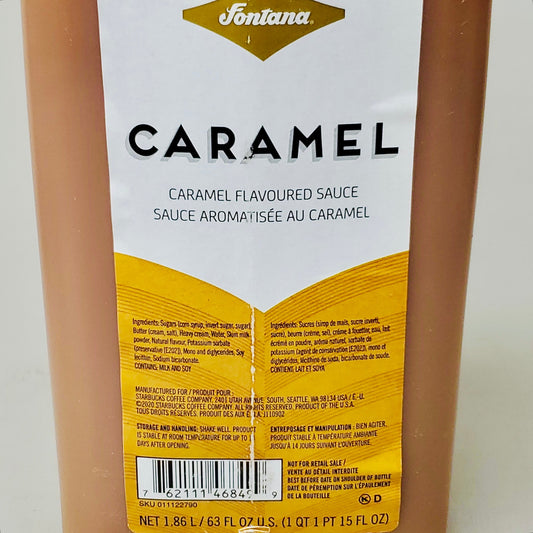 Fontana
CARAMEL
CARAMEL FLAVOURED SAUCE
SAUCE AROMATISÉE AU CARAMEL
Ingredients: Sugars (corn syrup, invert sugar, sugar),
Butter (cream, salt), Heavy cream, Water, Skim milk
powder, Natural flavour, Potassium sorbate
(preservative [E202]), Mono and diglycerides, Soy
lecithin, Sodium bicarbonate.
CONTAINS: MILK AND SOY
Ingrédients: Sucres (sirop de maïs, sucre inverti,
sucre), beurre (crème, sel), crème à fouetter, eau, lait
écrémé en poudre, arôme naturel, sorbate de
potassium (agent de conservation [E202]), mono et
diglycérides, lécithine de soja, bicarbonate de soude.
CONTIENT: LAIT ET SOYA
MANUFACTURED FOR / PRODUIT POUR :
STARBUCKS COFFEE COMPANY, 2401 UTAH AVENUE SOUTH, SEATTLE, WA 98134 USA / É.-U.
©2020 STARBUCKS COFFEE COMPANY. ALL RIGHTS RESERVED. PRODUCT OF THE U.S.A.
TOUS DROITS RÉSERVÉS. PRODUIT DES AUX É.-U. 11110902
STORAGE AND HANDLING: SHAKE WELL. PRODUCT
IS STABLE AT ROOM TEMPERATURE FOR UP TO 1
DAYS AFTER OPENING.
ENTREPOSAGE ET MANIPULATION : BIEN AGITER.
PRODUIT STABLE À TEMPÉRATURE AMBIANTE
JUSQU'À 14 JOURS SUIVANT L'OUVERTURE.
7 62111 46849 9
SKU 011122790
NOT FOR RETAIL SALE /
VENTE AU DÉTAIL INTERDITE
BEST BEFORE DATE ON SHOULDER OF BOTTLE
DATE DE PÉREMPTION SUR L'ÉPAULEMENT
DE LA BOUTEILLE
K D
NET 1.86 L / 63 FL OZ U.S. (1 QT 1 PT 15 FL OZ)